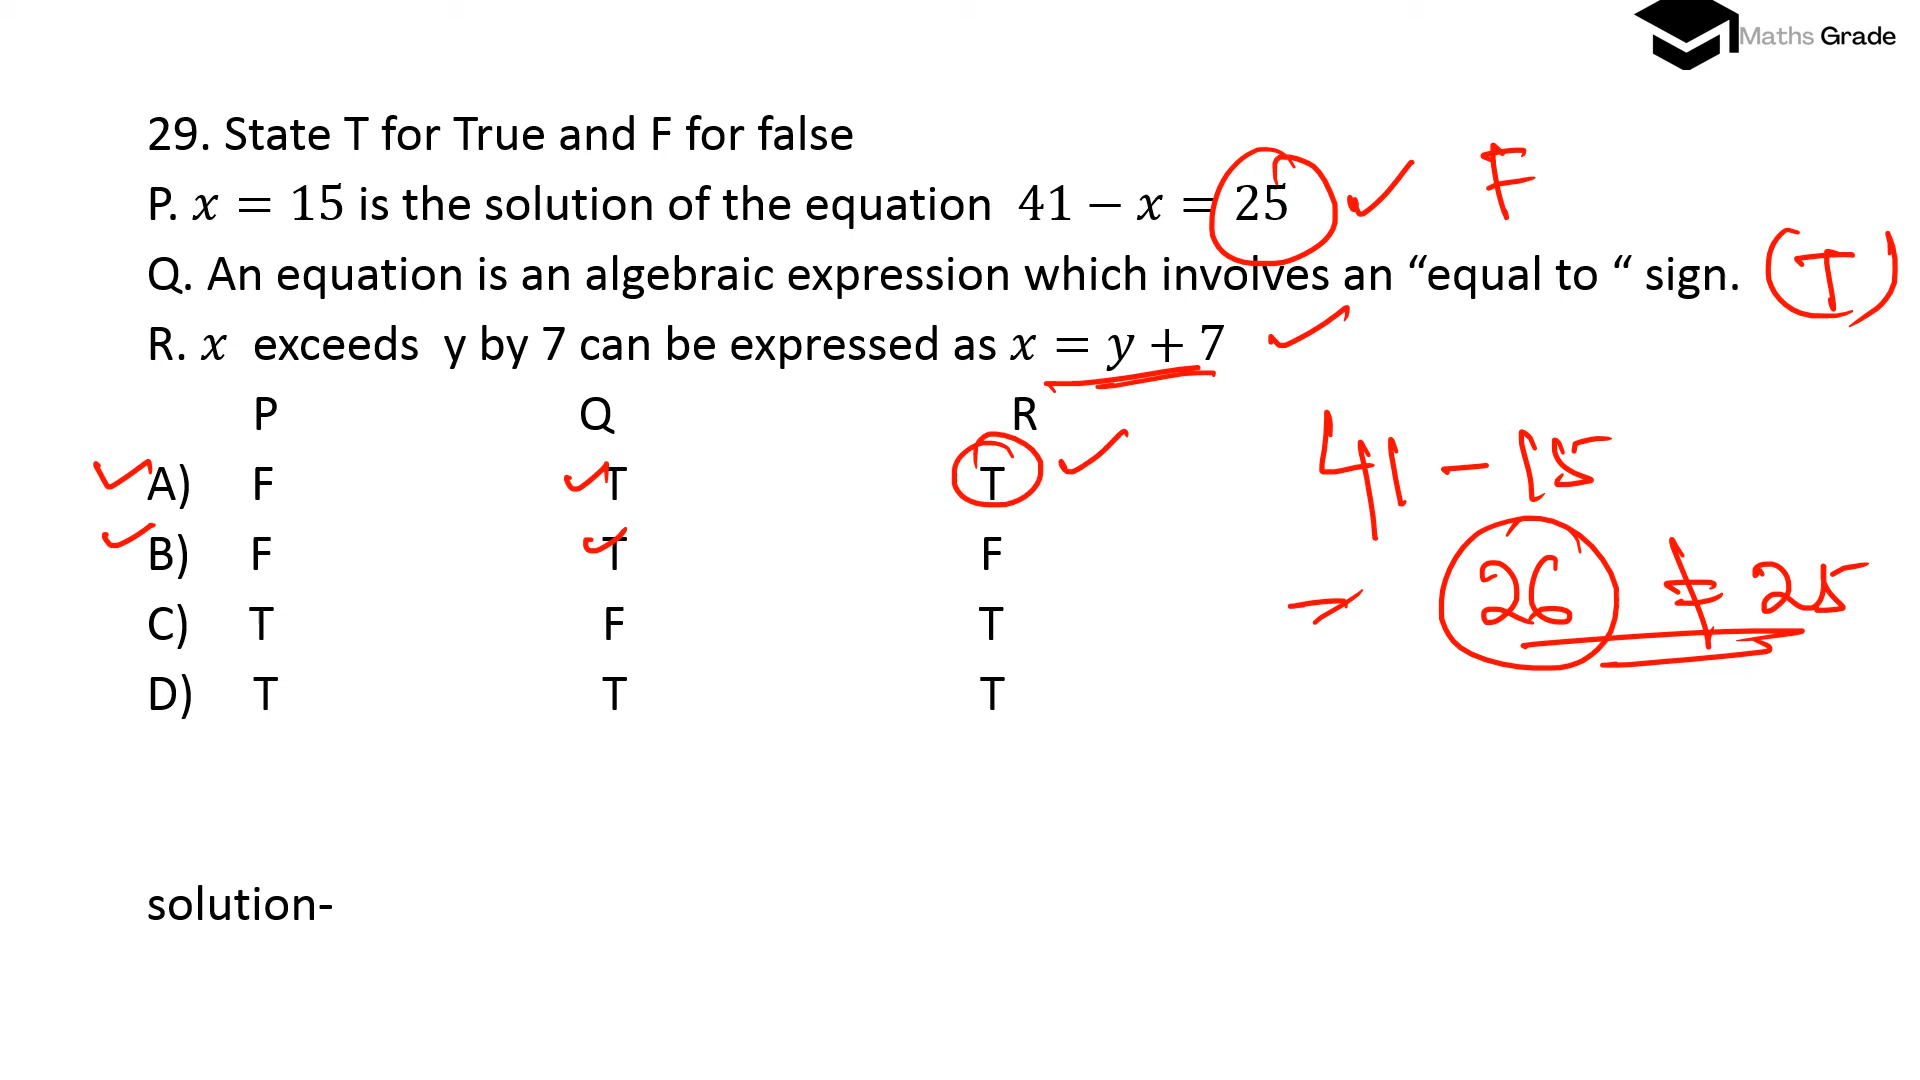 Maths Grade
29. State T for True and F for false
P. x = 15 is the solution of the equation 41 − x = 25 F
Q. An equation is an algebraic expression which involves an “equal to “ sign. (T)
R. x exceeds y by 7 can be expressed as x = y + 7
P Q R
A) F T T
B) F T F
C) T F T
D) T T T
41 - 15
= 26 ≠ 25
solution-